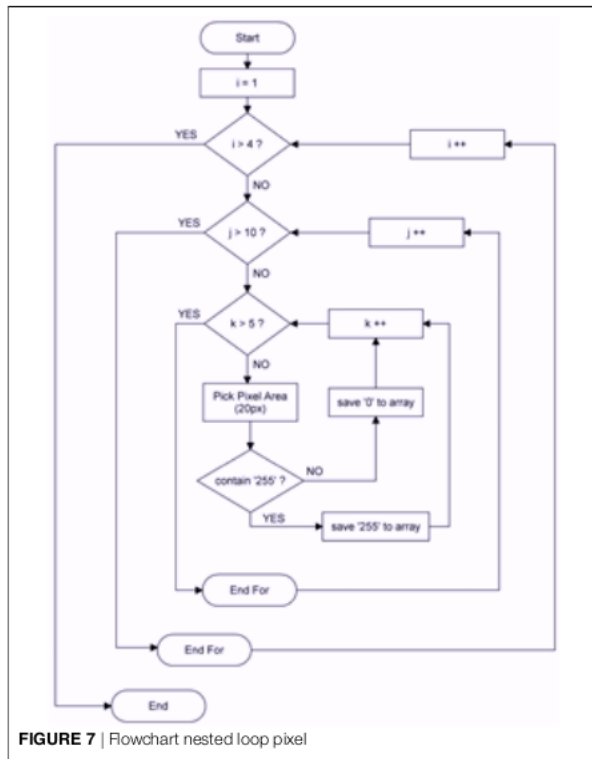 Start
i = 1
YES
i > 4 ?
i ++
NO
YES
j > 10 ?
j ++
NO
YES
k > 5 ?
k ++
NO
Pick Pixel Area
(20px)
save '0' to array
contain '255' ?
NO
YES
save '255' to array
End For
End For
End
FIGURE 7 | Flowchart nested loop pixel